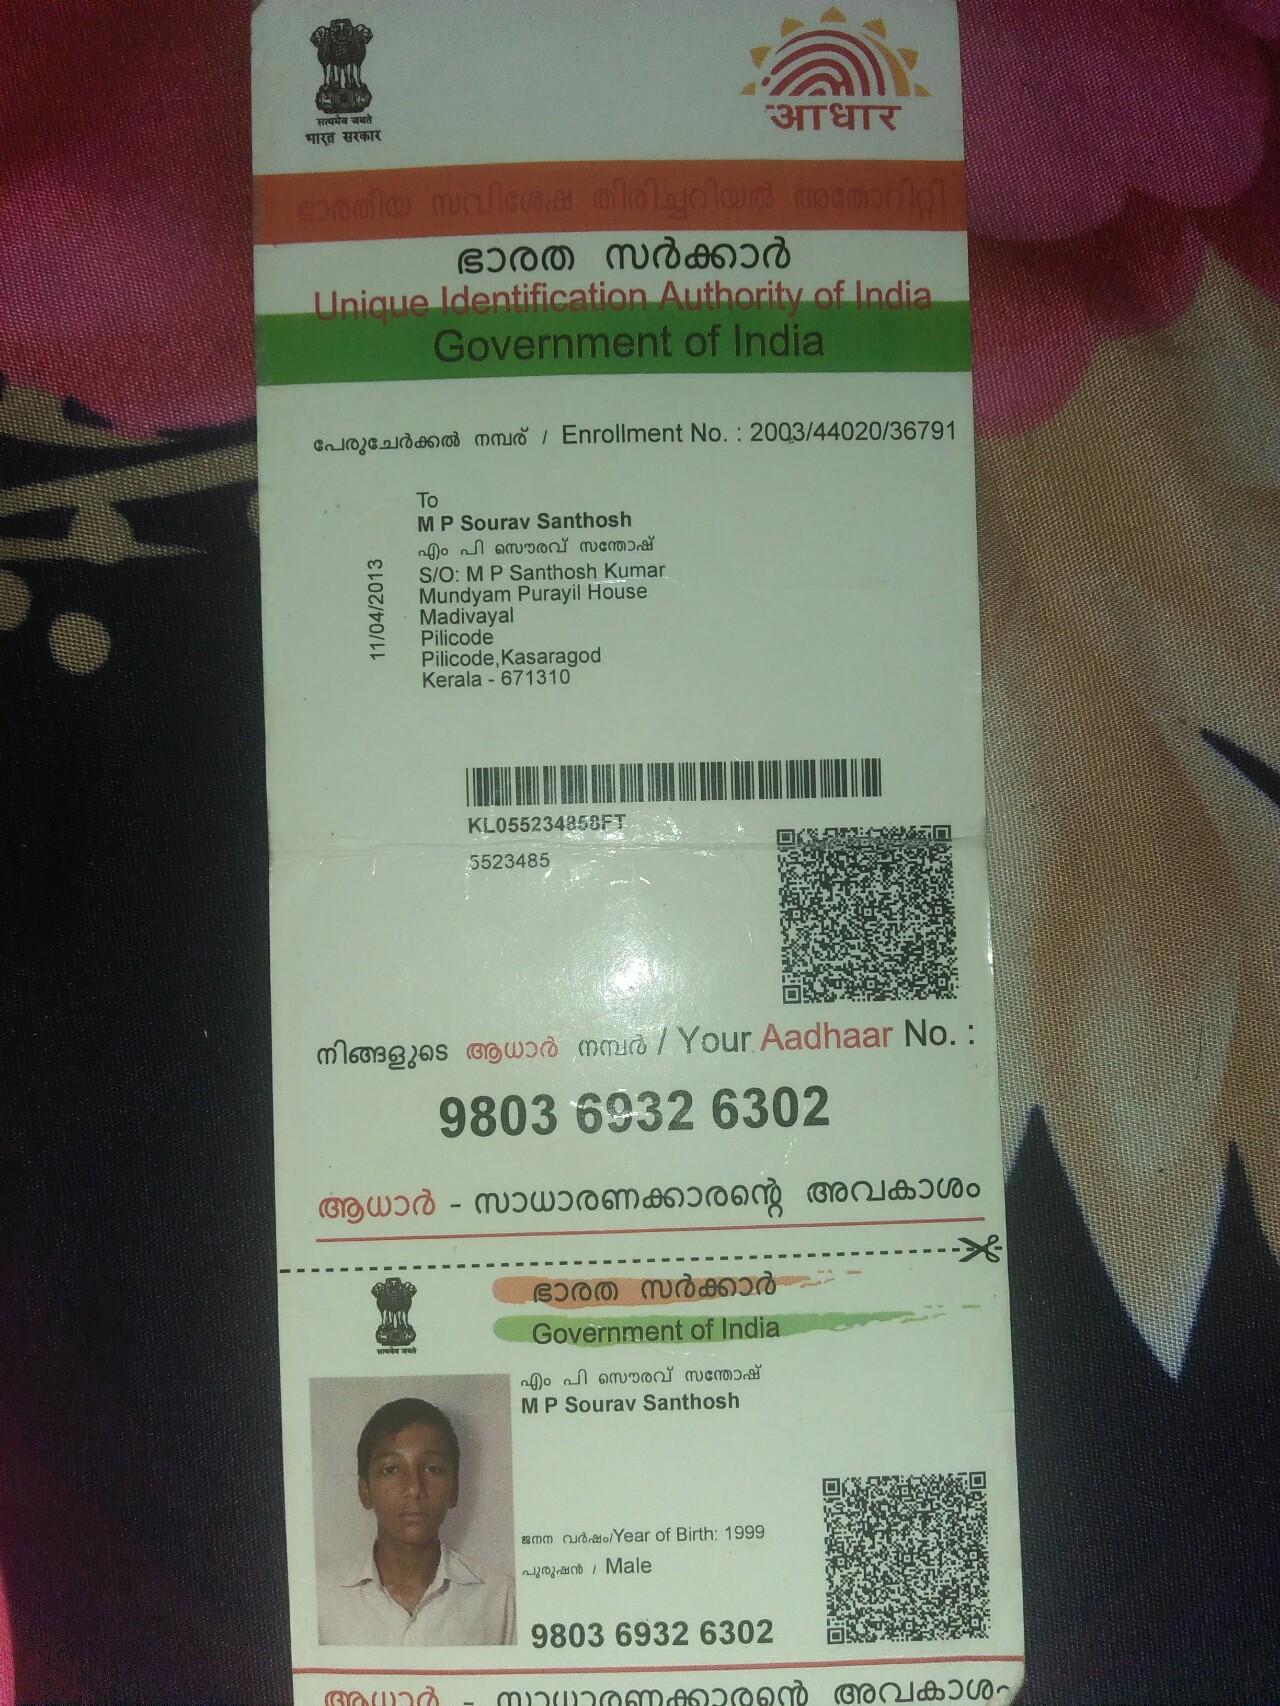 सत्यमेव जयते
भारत सरकार
आधार
ഭാരതീയ സവിശേഷ തിരിച്ചറിയൽ അതോറിറ്റി
ഭാരത സർക്കാർ
Unique Identification Authority of India
Government of India
പേരുചേർക്കൽ നമ്പര് / Enrollment No. : 2003/44020/36791
11/04/2013
To
M P Sourav Santhosh
എം പി സൌരവ് സന്തോഷ്
S/O: M P Santhosh Kumar
Mundyam Purayil House
Madivayal
Pilicode
Pilicode,Kasaragod
Kerala - 671310
KL055234858FT
5523485
നിങ്ങളുടെ ആധാർ നമ്പർ / Your Aadhaar No. :
9803 6932 6302
ആധാർ - സാധാരണക്കാരന്റെ അവകാശം
ഭാരത സർക്കാർ
Government of India
सत्यमेव जयते
എം പി സൌരവ് സന്തോഷ്
M P Sourav Santhosh
ജനന വർഷം/Year of Birth: 1999
പുരുഷൻ / Male
9803 6932 6302
ആധാർ - സാധാരണക്കാരന്റെ അവകാശം